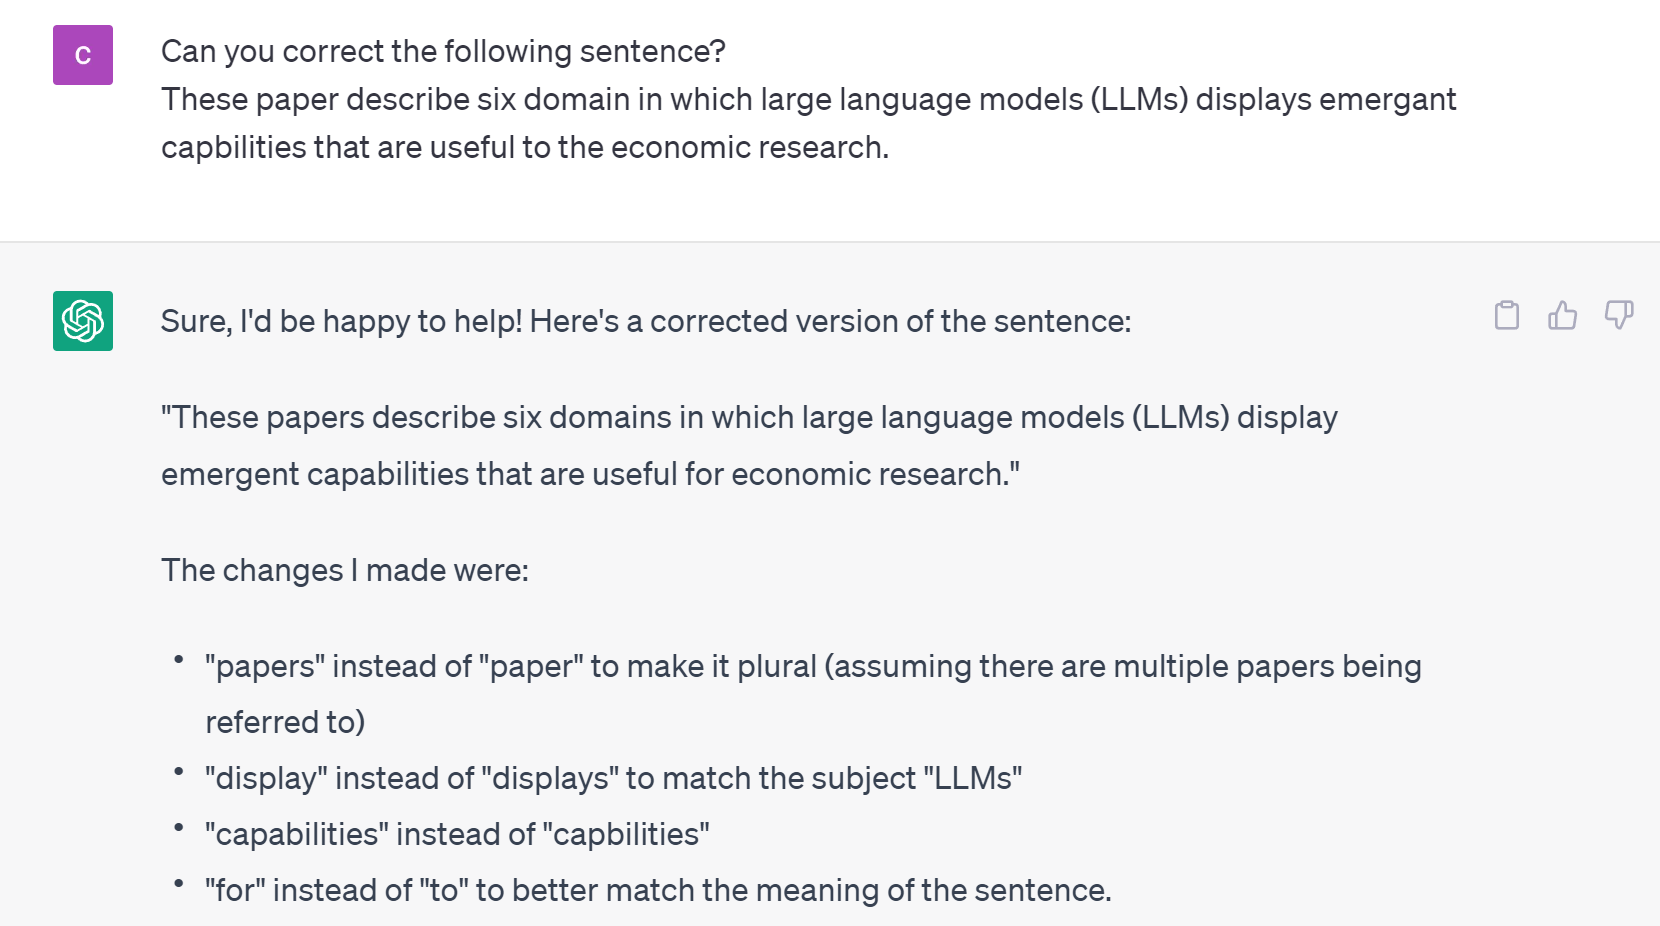 C
Can you correct the following sentence?
These paper describe six domain in which large language models (LLMs) displays emergant
capbilities that are useful to the economic research.
Sure, I'd be happy to help! Here's a corrected version of the sentence:
"These papers describe six domains in which large language models (LLMs) display
emergent capabilities that are useful for economic research."
The changes I made were:
• "papers" instead of "paper" to make it plural (assuming there are multiple papers being
referred to)
• "display" instead of "displays" to match the subject "LLMs"
• "capabilities" instead of "capbilities"
• "for" instead of "to" to better match the meaning of the sentence.